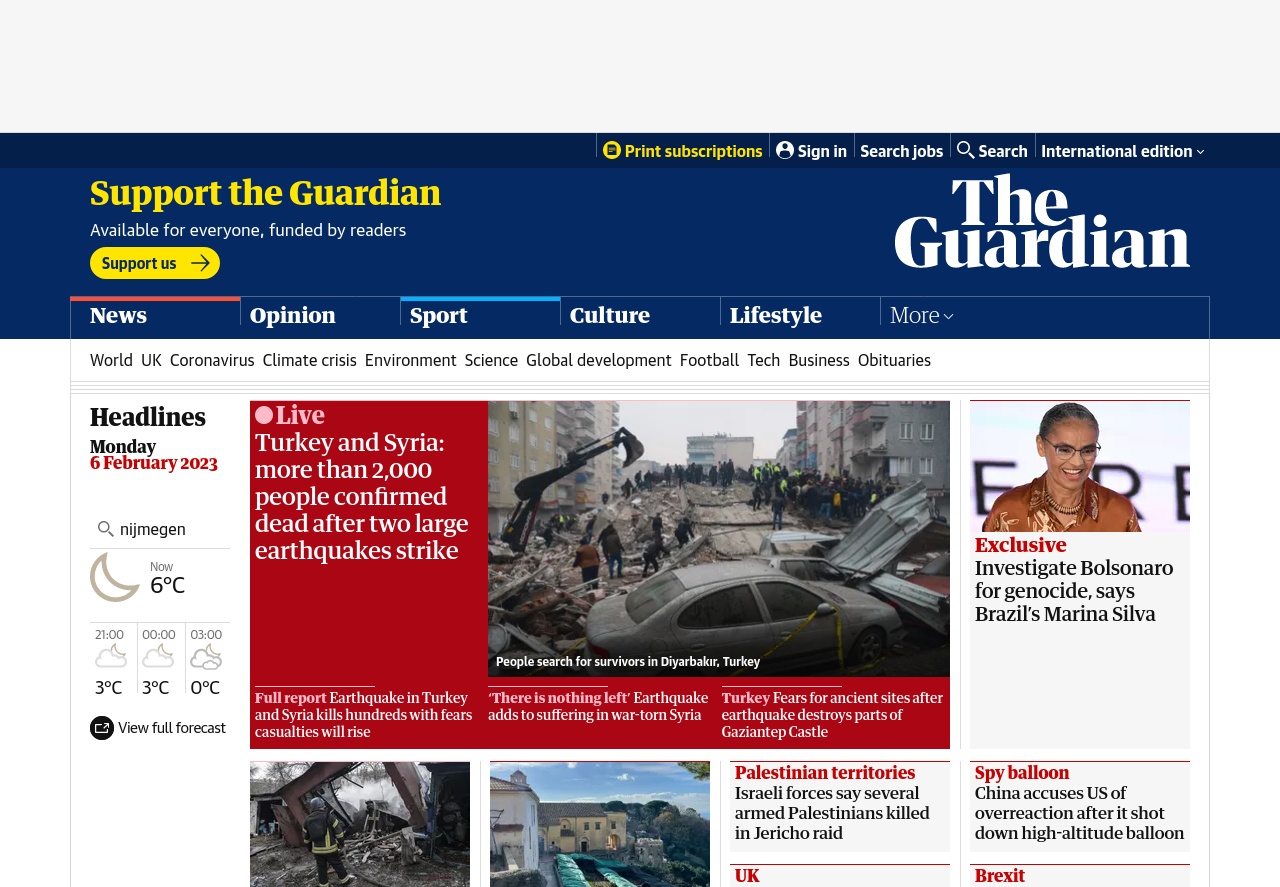 Print subscriptions
Sign in
Search jobs
Search
International edition
Support the Guardian
Available for everyone, funded by readers
Support us
The
Guardian
News
Opinion
Sport
Culture
Lifestyle
More
World UK Coronavirus Climate crisis Environment Science Global development Football Tech Business Obituaries
Headlines
Monday
6 February 2023
nijmegen
Now
6°C
21:00 00:00 03:00
3°C 3°C 0°C
View full forecast
Live
Turkey and Syria:
more than 2,000
people confirmed
dead after two large
earthquakes strike
People search for survivors in Diyarbakır, Turkey
Full report Earthquake in Turkey
and Syria kills hundreds with fears
casualties will rise
‘There is nothing left’ Earthquake
adds to suffering in war-torn Syria
Turkey Fears for ancient sites after
earthquake destroys parts of
Gaziantep Castle
ERE
Exclusive
Investigate Bolsonaro
for genocide, says
Brazil’s Marina Silva
Palestinian territories
Israeli forces say several
armed Palestinians killed
in Jericho raid
Spy balloon
China accuses US of
overreaction after it shot
down high-altitude balloon
UK
Brexit